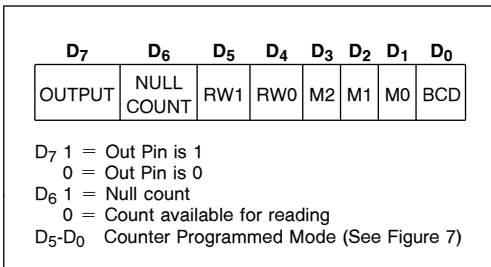 D7 D6 D5 D4 D3 D2 D1 D0
OUTPUT NULL COUNT RW1 RW0 M2 M1 M0 BCD
D7 1 = Out Pin is 1
0 = Out Pin is 0
D6 1 = Null count
0 = Count available for reading
D5-D0 Counter Programmed Mode (See Figure 7)